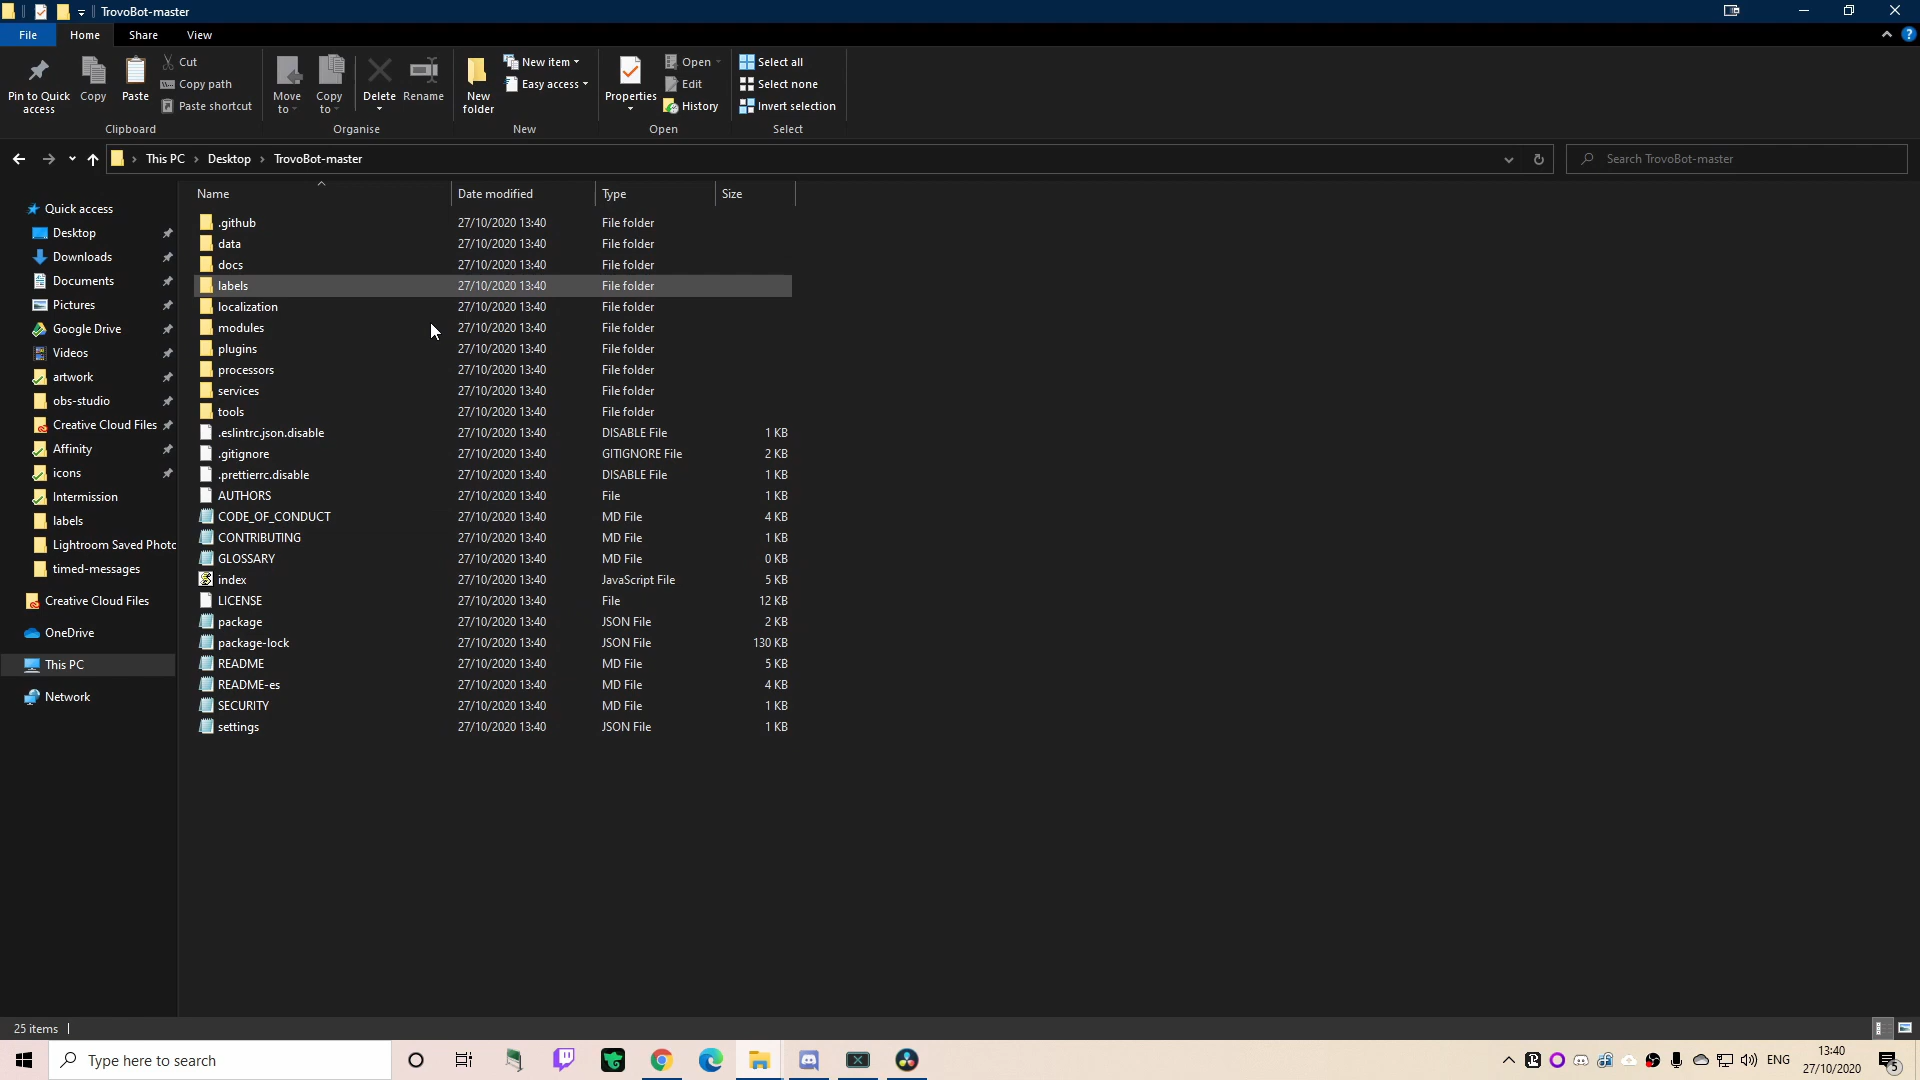 TrovoBot-master
File Home Share View
Pin to Quick access
Copy
Paste
Cut
Copy path
Paste shortcut
Clipboard
Move to
Copy to
Delete
Rename
Organise
New folder
New item
Easy access
New
Properties
Open
Edit
History
Open
Select all
Select none
Invert selection
Select
This PC Desktop TrovoBot-master
Search TrovoBot-master
Name Date modified Type Size
Quick access
Desktop
Downloads
Documents
Pictures
Google Drive
Videos
artwork
obs-studio
Creative Cloud Files
Affinity
icons
Intermission
labels
Lightroom Saved Photo
timed-messages
Creative Cloud Files
OneDrive
This PC
Network
.github 27/10/2020 13:40 File folder
data 27/10/2020 13:40 File folder
docs 27/10/2020 13:40 File folder
labels 27/10/2020 13:40 File folder
localization 27/10/2020 13:40 File folder
modules 27/10/2020 13:40 File folder
plugins 27/10/2020 13:40 File folder
processors 27/10/2020 13:40 File folder
services 27/10/2020 13:40 File folder
tools 27/10/2020 13:40 File folder
.eslintrc.json.disable 27/10/2020 13:40 DISABLE File 1 KB
.gitignore 27/10/2020 13:40 GITIGNORE File 2 KB
.prettierrc.disable 27/10/2020 13:40 DISABLE File 1 KB
AUTHORS 27/10/2020 13:40 File 1 KB
CODE_OF_CONDUCT 27/10/2020 13:40 MD File 4 KB
CONTRIBUTING 27/10/2020 13:40 MD File 1 KB
GLOSSARY 27/10/2020 13:40 MD File 0 KB
index 27/10/2020 13:40 JavaScript File 5 KB
LICENSE 27/10/2020 13:40 File 12 KB
package 27/10/2020 13:40 JSON File 2 KB
package-lock 27/10/2020 13:40 JSON File 130 KB
README 27/10/2020 13:40 MD File 5 KB
README-es 27/10/2020 13:40 MD File 4 KB
SECURITY 27/10/2020 13:40 MD File 1 KB
settings 27/10/2020 13:40 JSON File 1 KB
25 items
Type here to search
ENG
13:40
27/10/2020
5